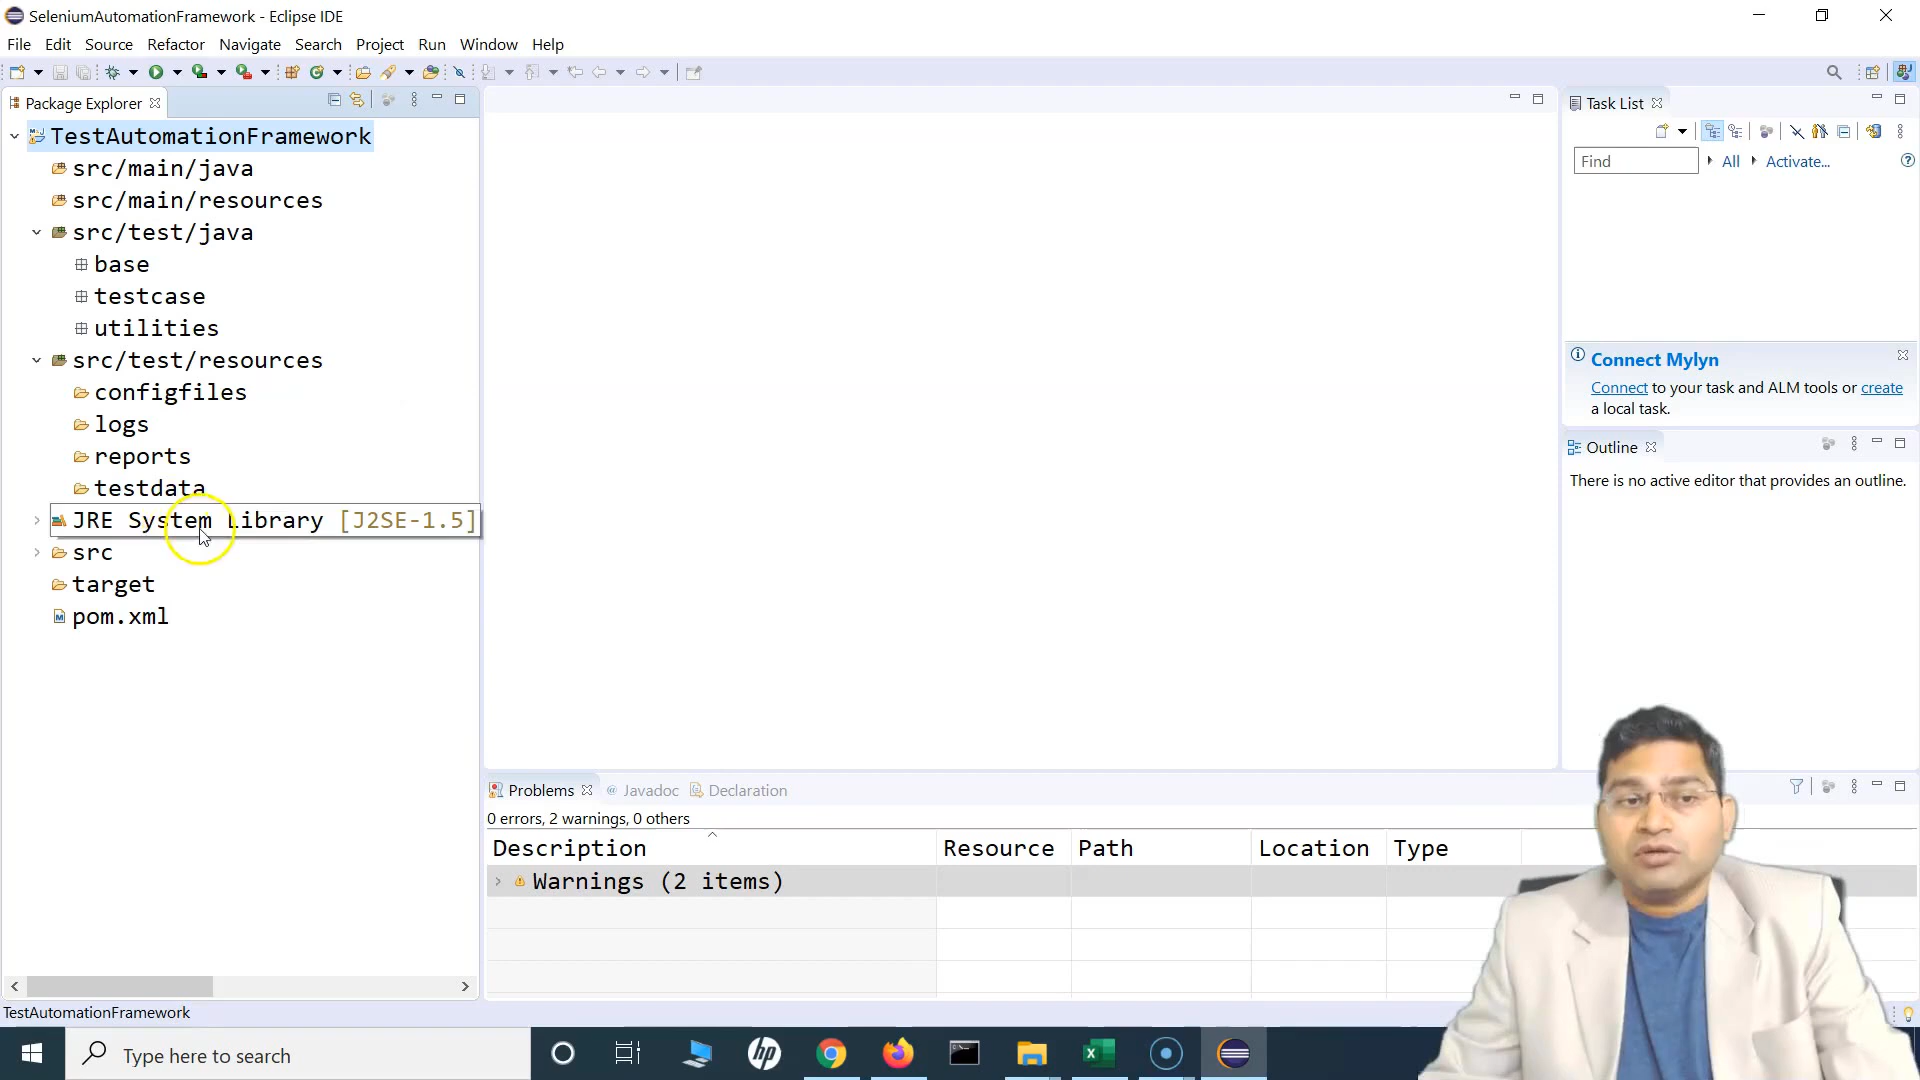 SeleniumAutomationFramework - Eclipse IDE
File Edit Source Refactor Navigate Search Project Run Window Help
Package Explorer
TestAutomationFramework
src/main/java
src/main/resources
src/test/java
base
testcase
utilities
src/test/resources
configfiles
logs
reports
testdata
JRE System Library [J2SE-1.5]
src
target
pom.xml
Task List
Find All Activate...
Connect Mylyn
Connect to your task and ALM tools or create
a local task.
Outline
There is no active editor that provides an outline.
Problems Javadoc Declaration
0 errors, 2 warnings, 0 others
Description Resource Path Location Type
Warnings (2 items)
TestAutomationFramework
Type here to search